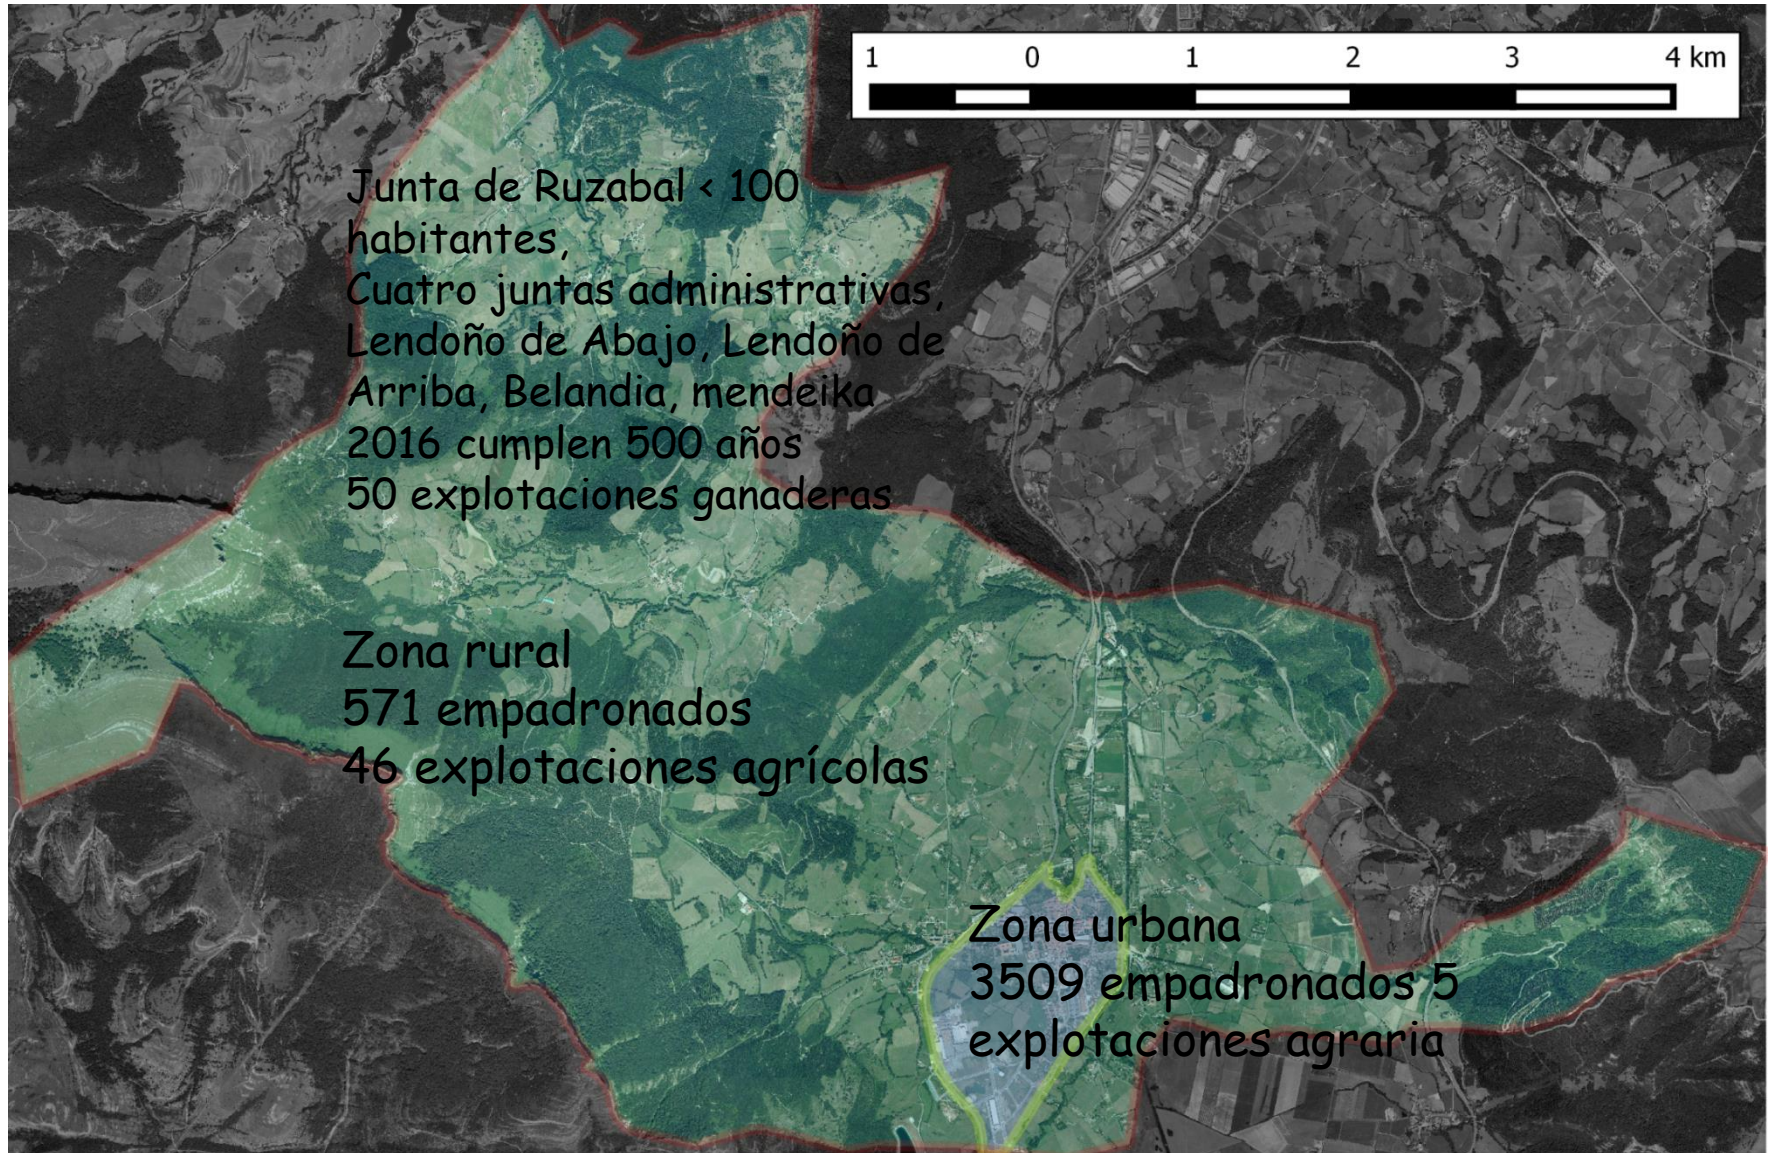 1 0 1 2 3 4 km
Junta de Ruzabal < 100
habitantes,
Cuatro juntas administrativas,
Lendoño de Abajo, Lendoño de
Arriba, Belandia, mendeika
2016 cumplen 500 años
50 explotaciones ganaderas
Zona rural
571 empadronados
46 explotaciones agrícolas
Zona urbana
3509 empadronados 5
explotaciones agraria